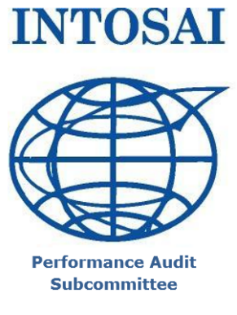 INTOSAI
Performance Audit
Subcommittee